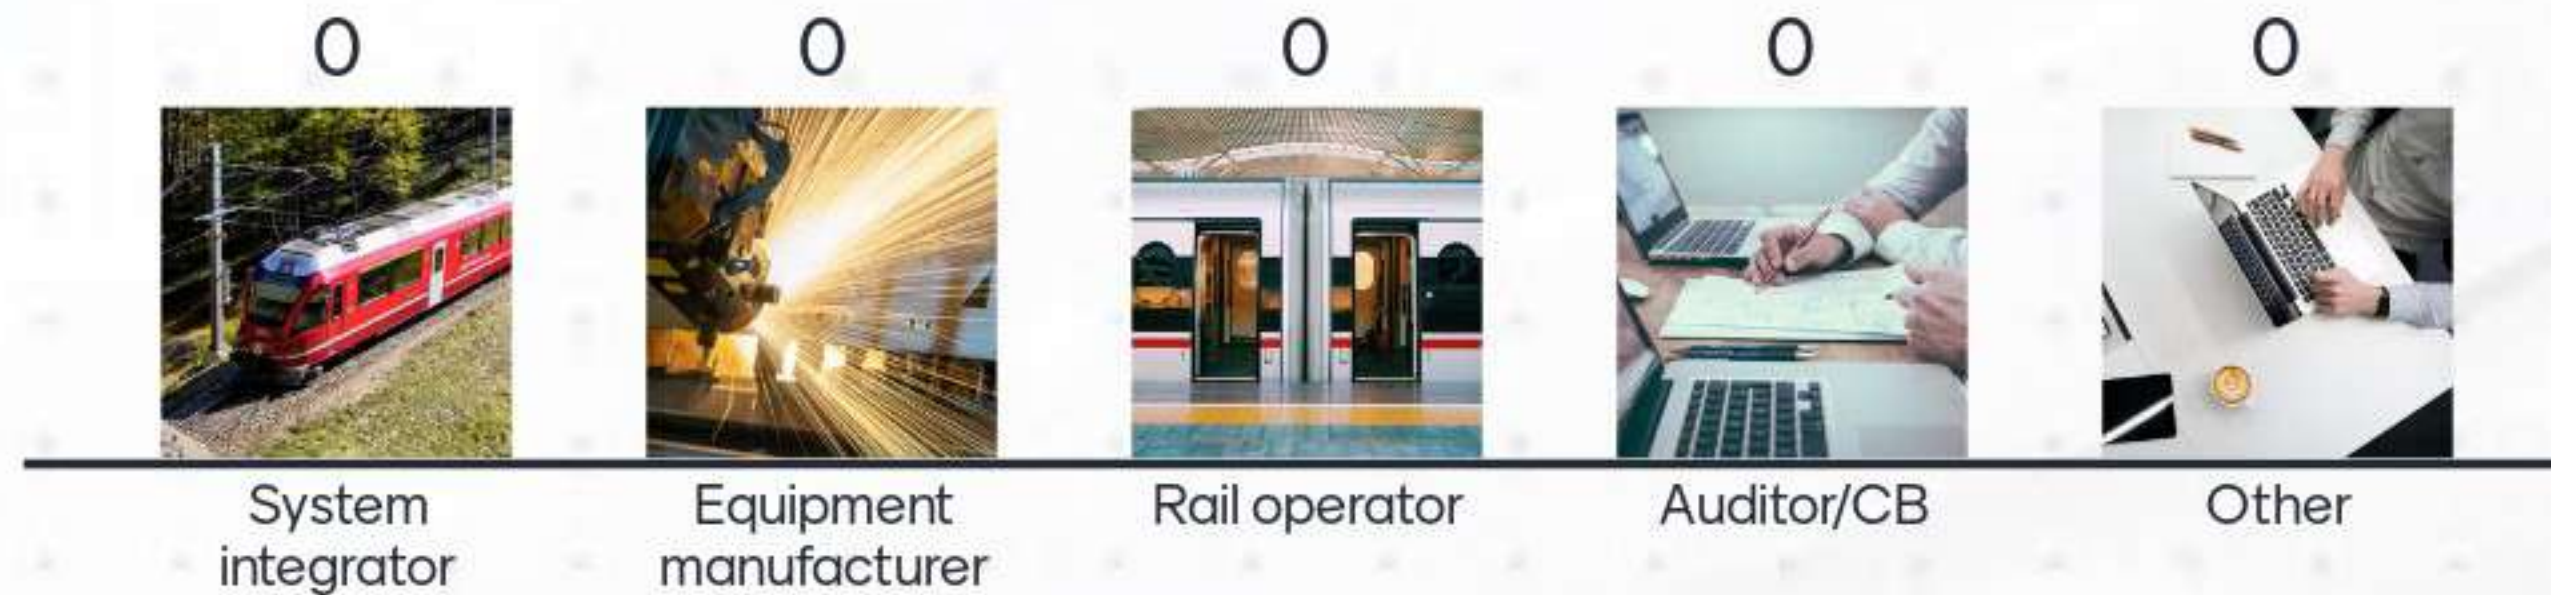 0
0
0
0
0
System
integrator
Equipment
manufacturer
Rail operator
Auditor/CB
Other